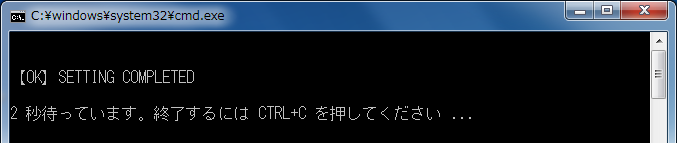 C:¥windows¥system32¥cmd.exe
【OK】 SETTING COMPLETED
2 秒待っています。終了するには CTRL+C を押してください ...